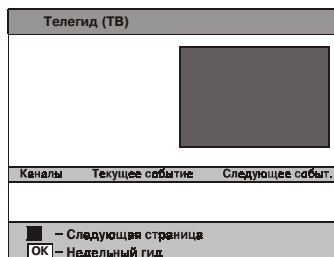 Телегид (ТВ)
Каналы Текущее событие Следующее событ.
– Следующая страница
OK – Недельный гид